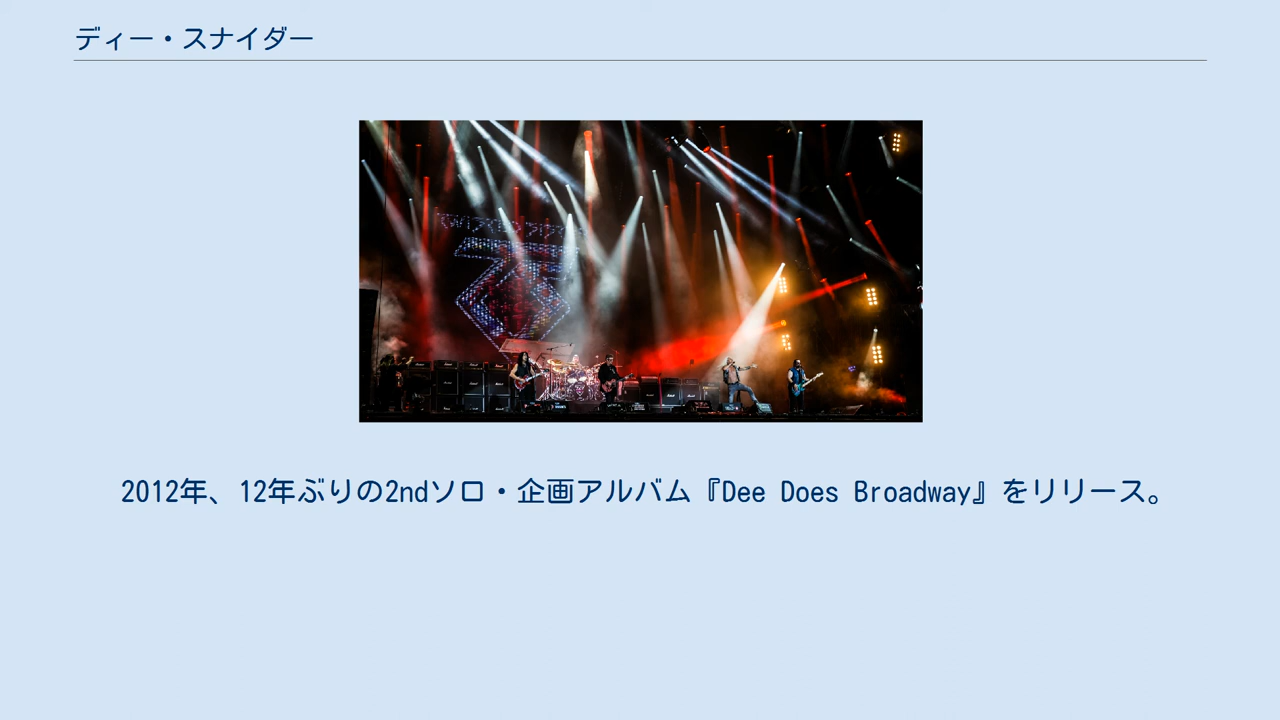 ディー・スナイダー
2012年、12年ぶりの2ndソロ・企画アルバム『Dee Does Broadway』をリリース。